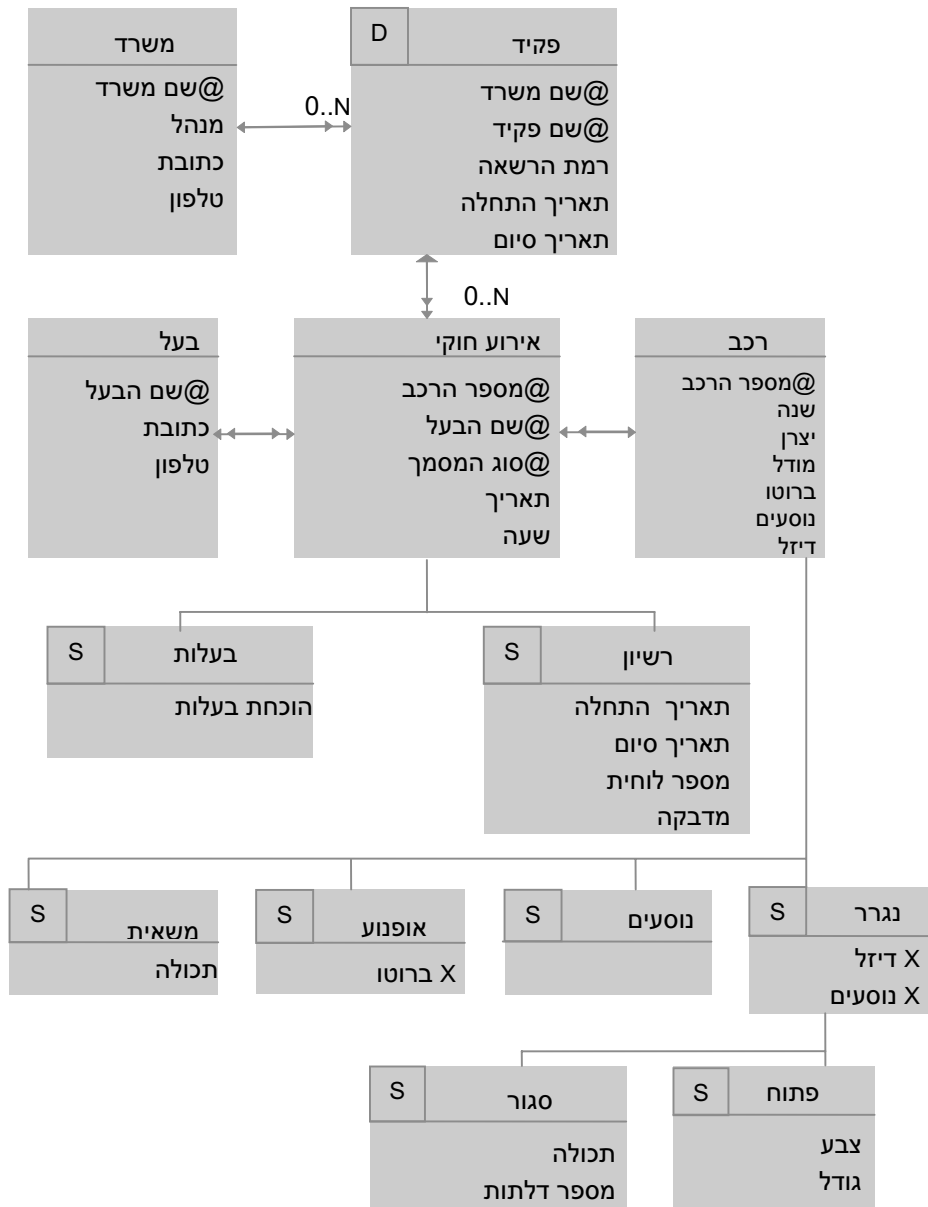 משרד
@שם משרד
מנהל
כתובת
טלפון
0..N
D
פקיד
@שם משרד
@שם פקיד
רמת הרשאה
תאריך התחלה
תאריך סיום
0..N
בעל
@שם הבעל
כתובת
טלפון
אירוע חוקי
@מספר הרכב
@שם הבעל
@סוג המסמך
תאריך
שעה
רכב
@מספר הרכב
שנה
יצרן
מודל
ברוטו
נוסעים
דיזל
S
בעלות
הוכחת בעלות
S
רשיון
תאריך התחלה
תאריך סיום
מספר לוחית
מדבקה
S
משאית
תכולה
S
אופנוע
X ברוטו
S
נוסעים
S
נגרר
X דיזל
X נוסעים
S
סגור
תכולה
מספר דלתות
S
פתוח
צבע
גודל